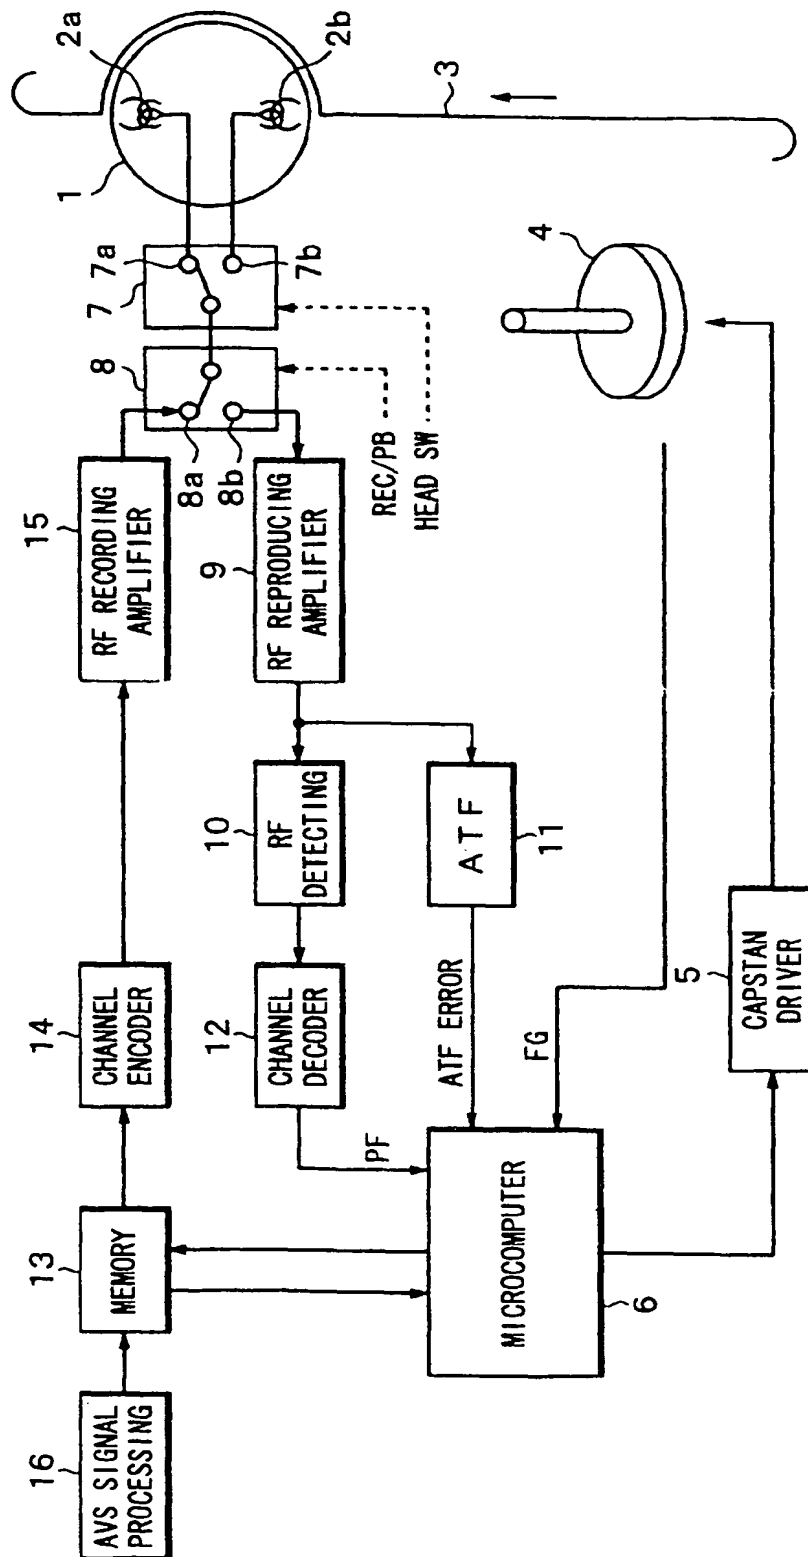 16
AVS SIGNAL
PROCESSING
13
MEMORY
14
CHANNEL
ENCODER
15
RF RECORDING
AMPLIFIER
8
8a
8b
7
7a
7b
1
2a
2b
3
12
CHANNEL
DECODER
10
RF
DETECTING
9
RF REPRODUCING
AMPLIFIER
REC/PB
HEAD SW
PF
ATF
11
ATF ERROR
FG
4
MICROCOMPUTER
6
5
CAPSTAN
DRIVER